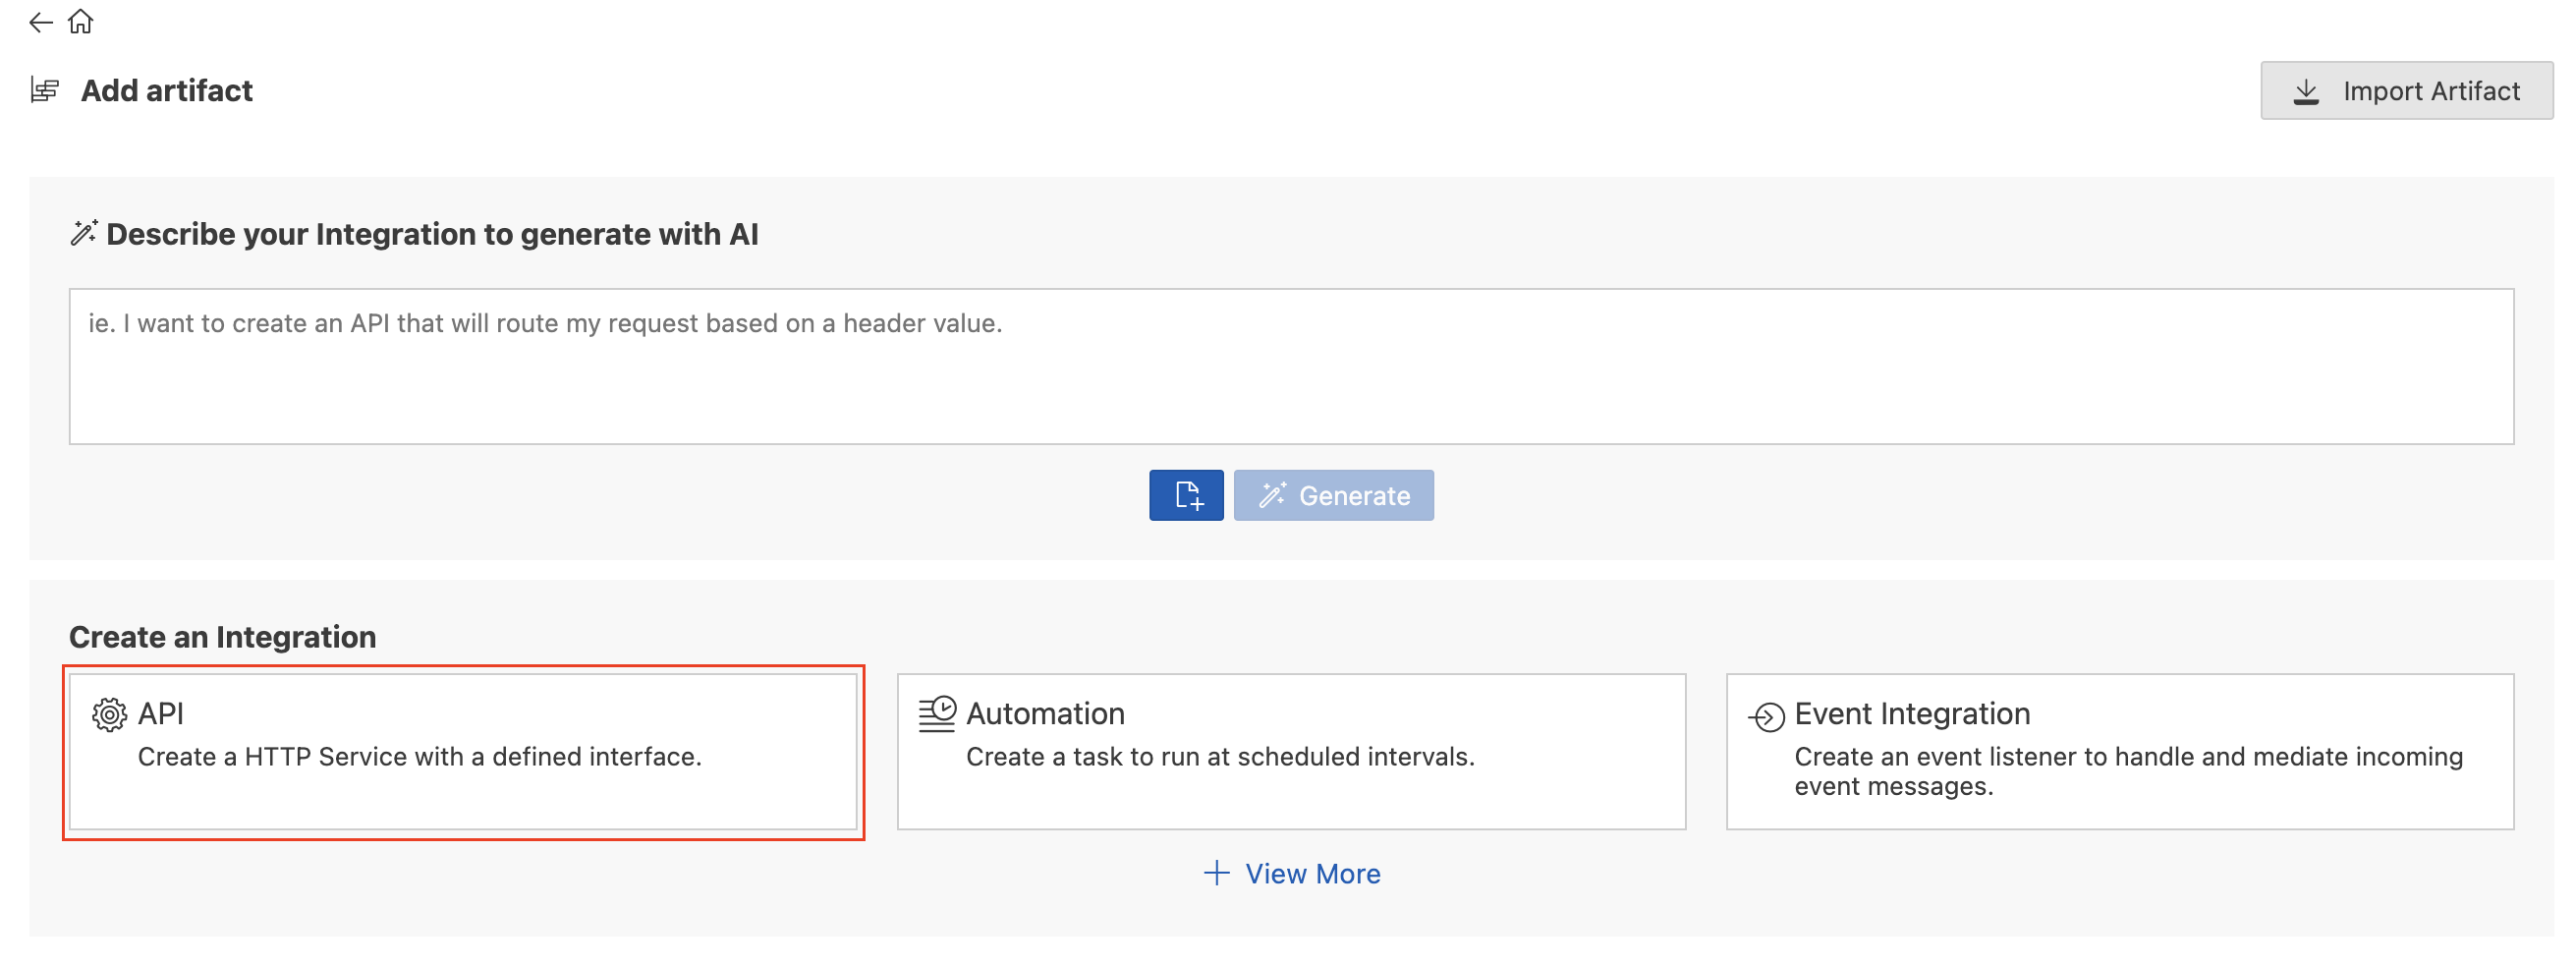 Add artifact
Import Artifact
Describe your Integration to generate with AI
ie. I want to create an API that will route my request based on a header value.
Generate
Create an Integration
API
Create a HTTP Service with a defined interface.
Automation
Create a task to run at scheduled intervals.
Event Integration
Create an event listener to handle and mediate incoming
event messages.
View More